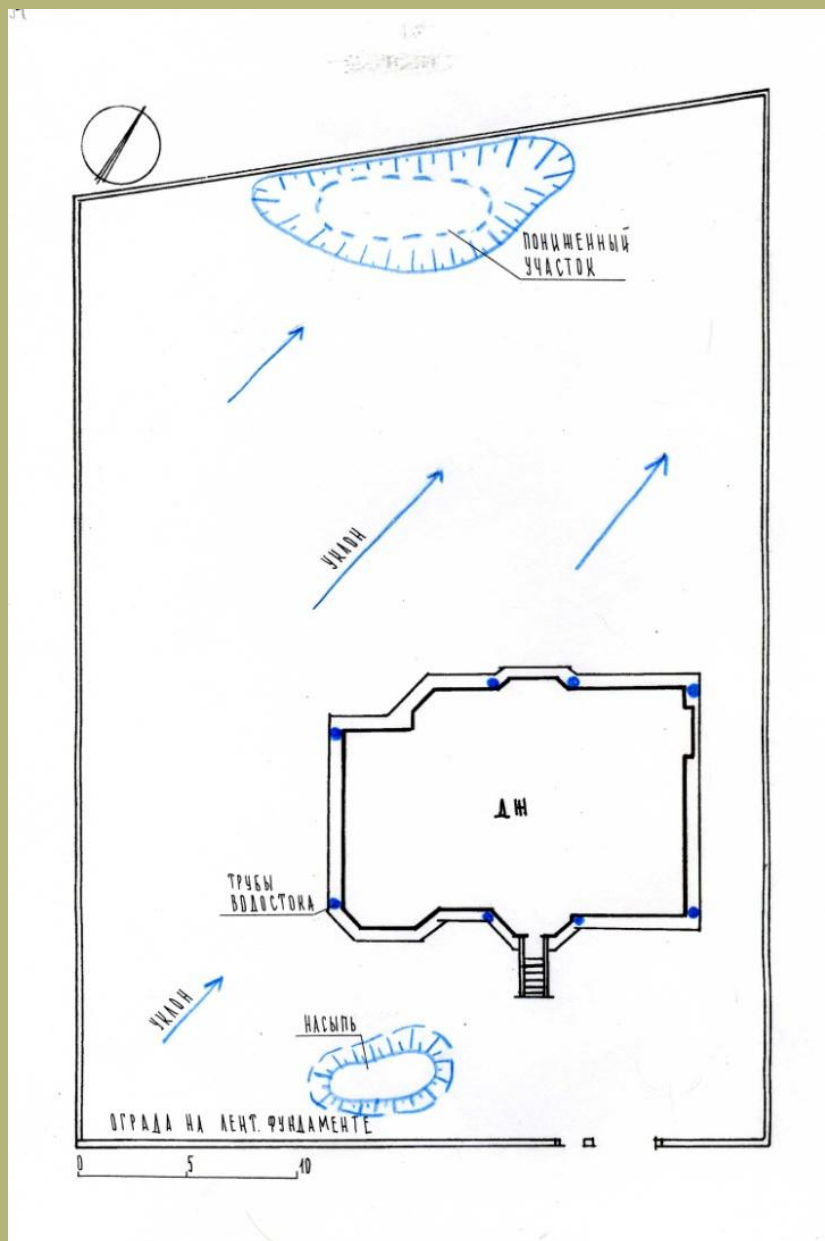 ПОНИЖЕННЫЙ
УЧАСТОК
УКЛОН
ДЖ
ТРУБЫ
ВОДОСТОКА
УКЛОН
НАСЫПЬ
ОГРАДА НА ЛЕНТ. ФУНДАМЕНТЕ
0 5 10